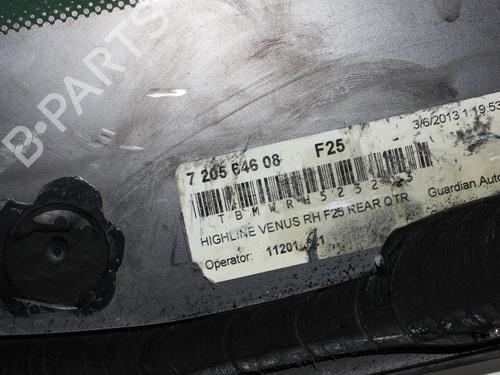 B-PARTS
7 205 646 08 F25
3/6/2013 1:19:53
HIGHLINE VENUS RH F25 REAR QTR
Guardian Auto
Operator: 11201